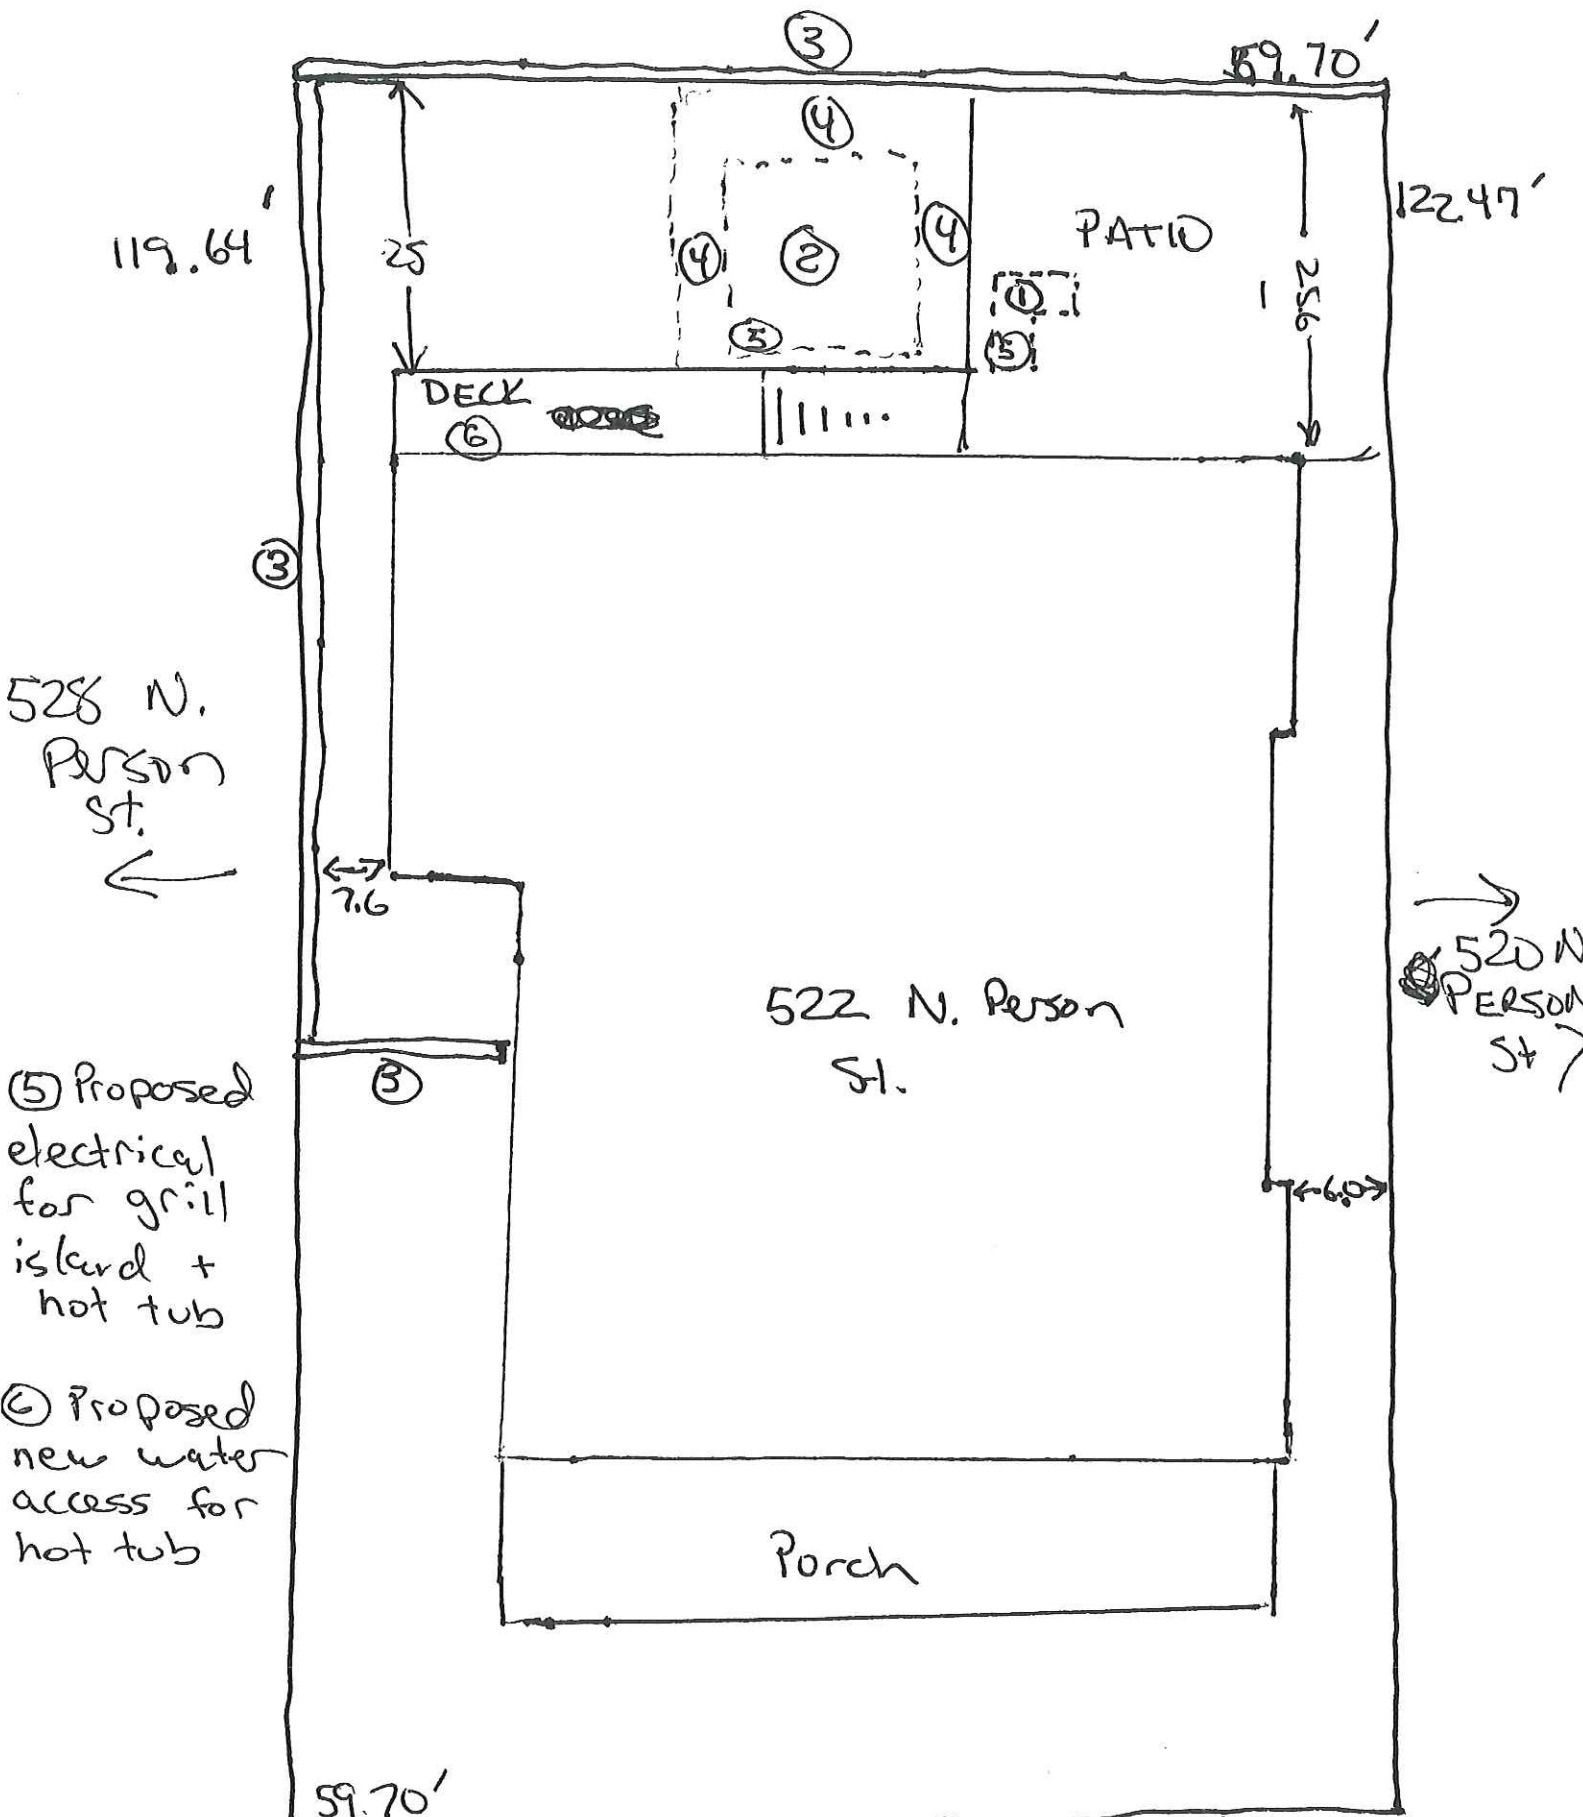 ③
59.70'
④
119.64'
25
④
②
④
PATIO
122.47'
①
⑤
⑤
DECK
⑥
③
528 N.
Person
St.
7.6
522 N. Person
St.
520 N
PERSON
St
③
6.0
⑤ Proposed
electrical
for grill
island +
hot tub
⑥ Proposed
new water
access for
hot tub
Porch
59.70'